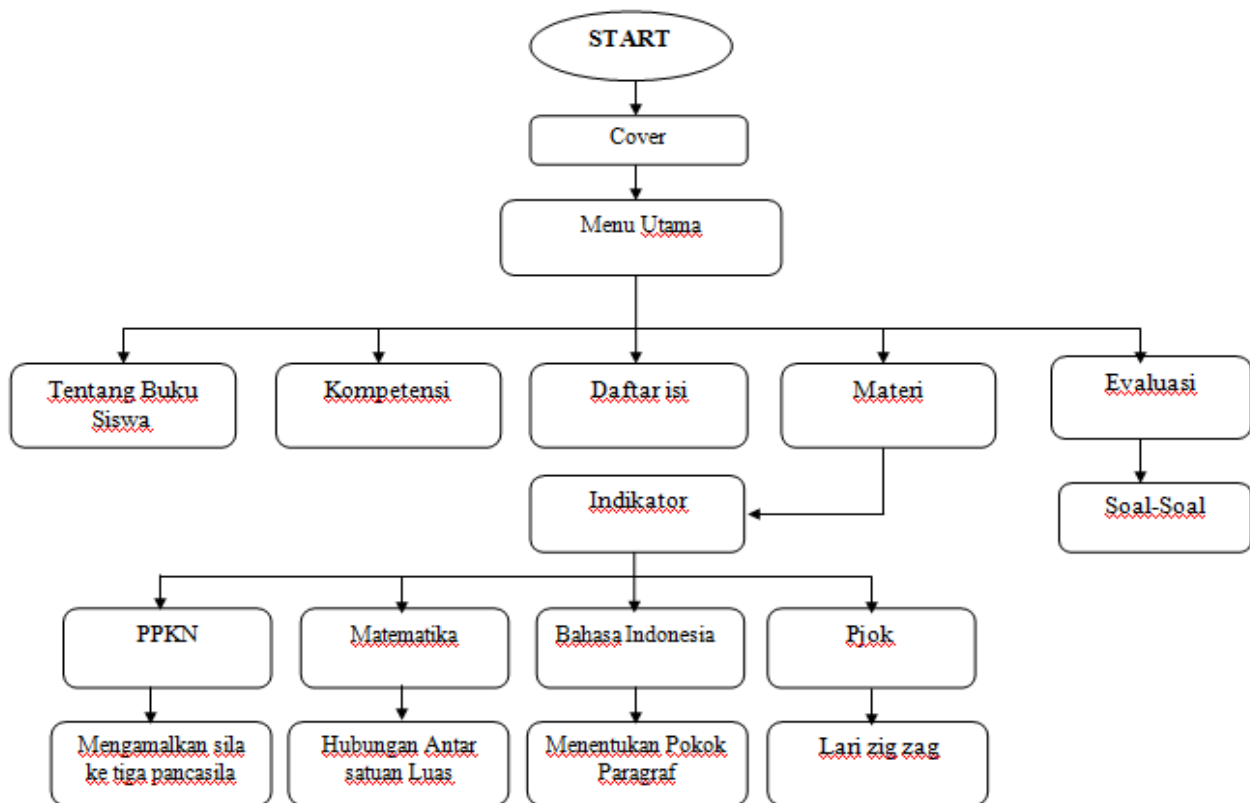 START
Cover
Menu Utama
Tentang Buku
Siswa
Kompetensi
Daftar isi
Materi
Evaluasi
Indikator
Soal-Soal
PPKN
Matematika
Bahasa Indonesia
Pjok
Mengamalkan sila
ke tiga pancasila
Hubungan Antar
satuan Luas
Menentukan Pokok
Paragraf
Lari zig zag